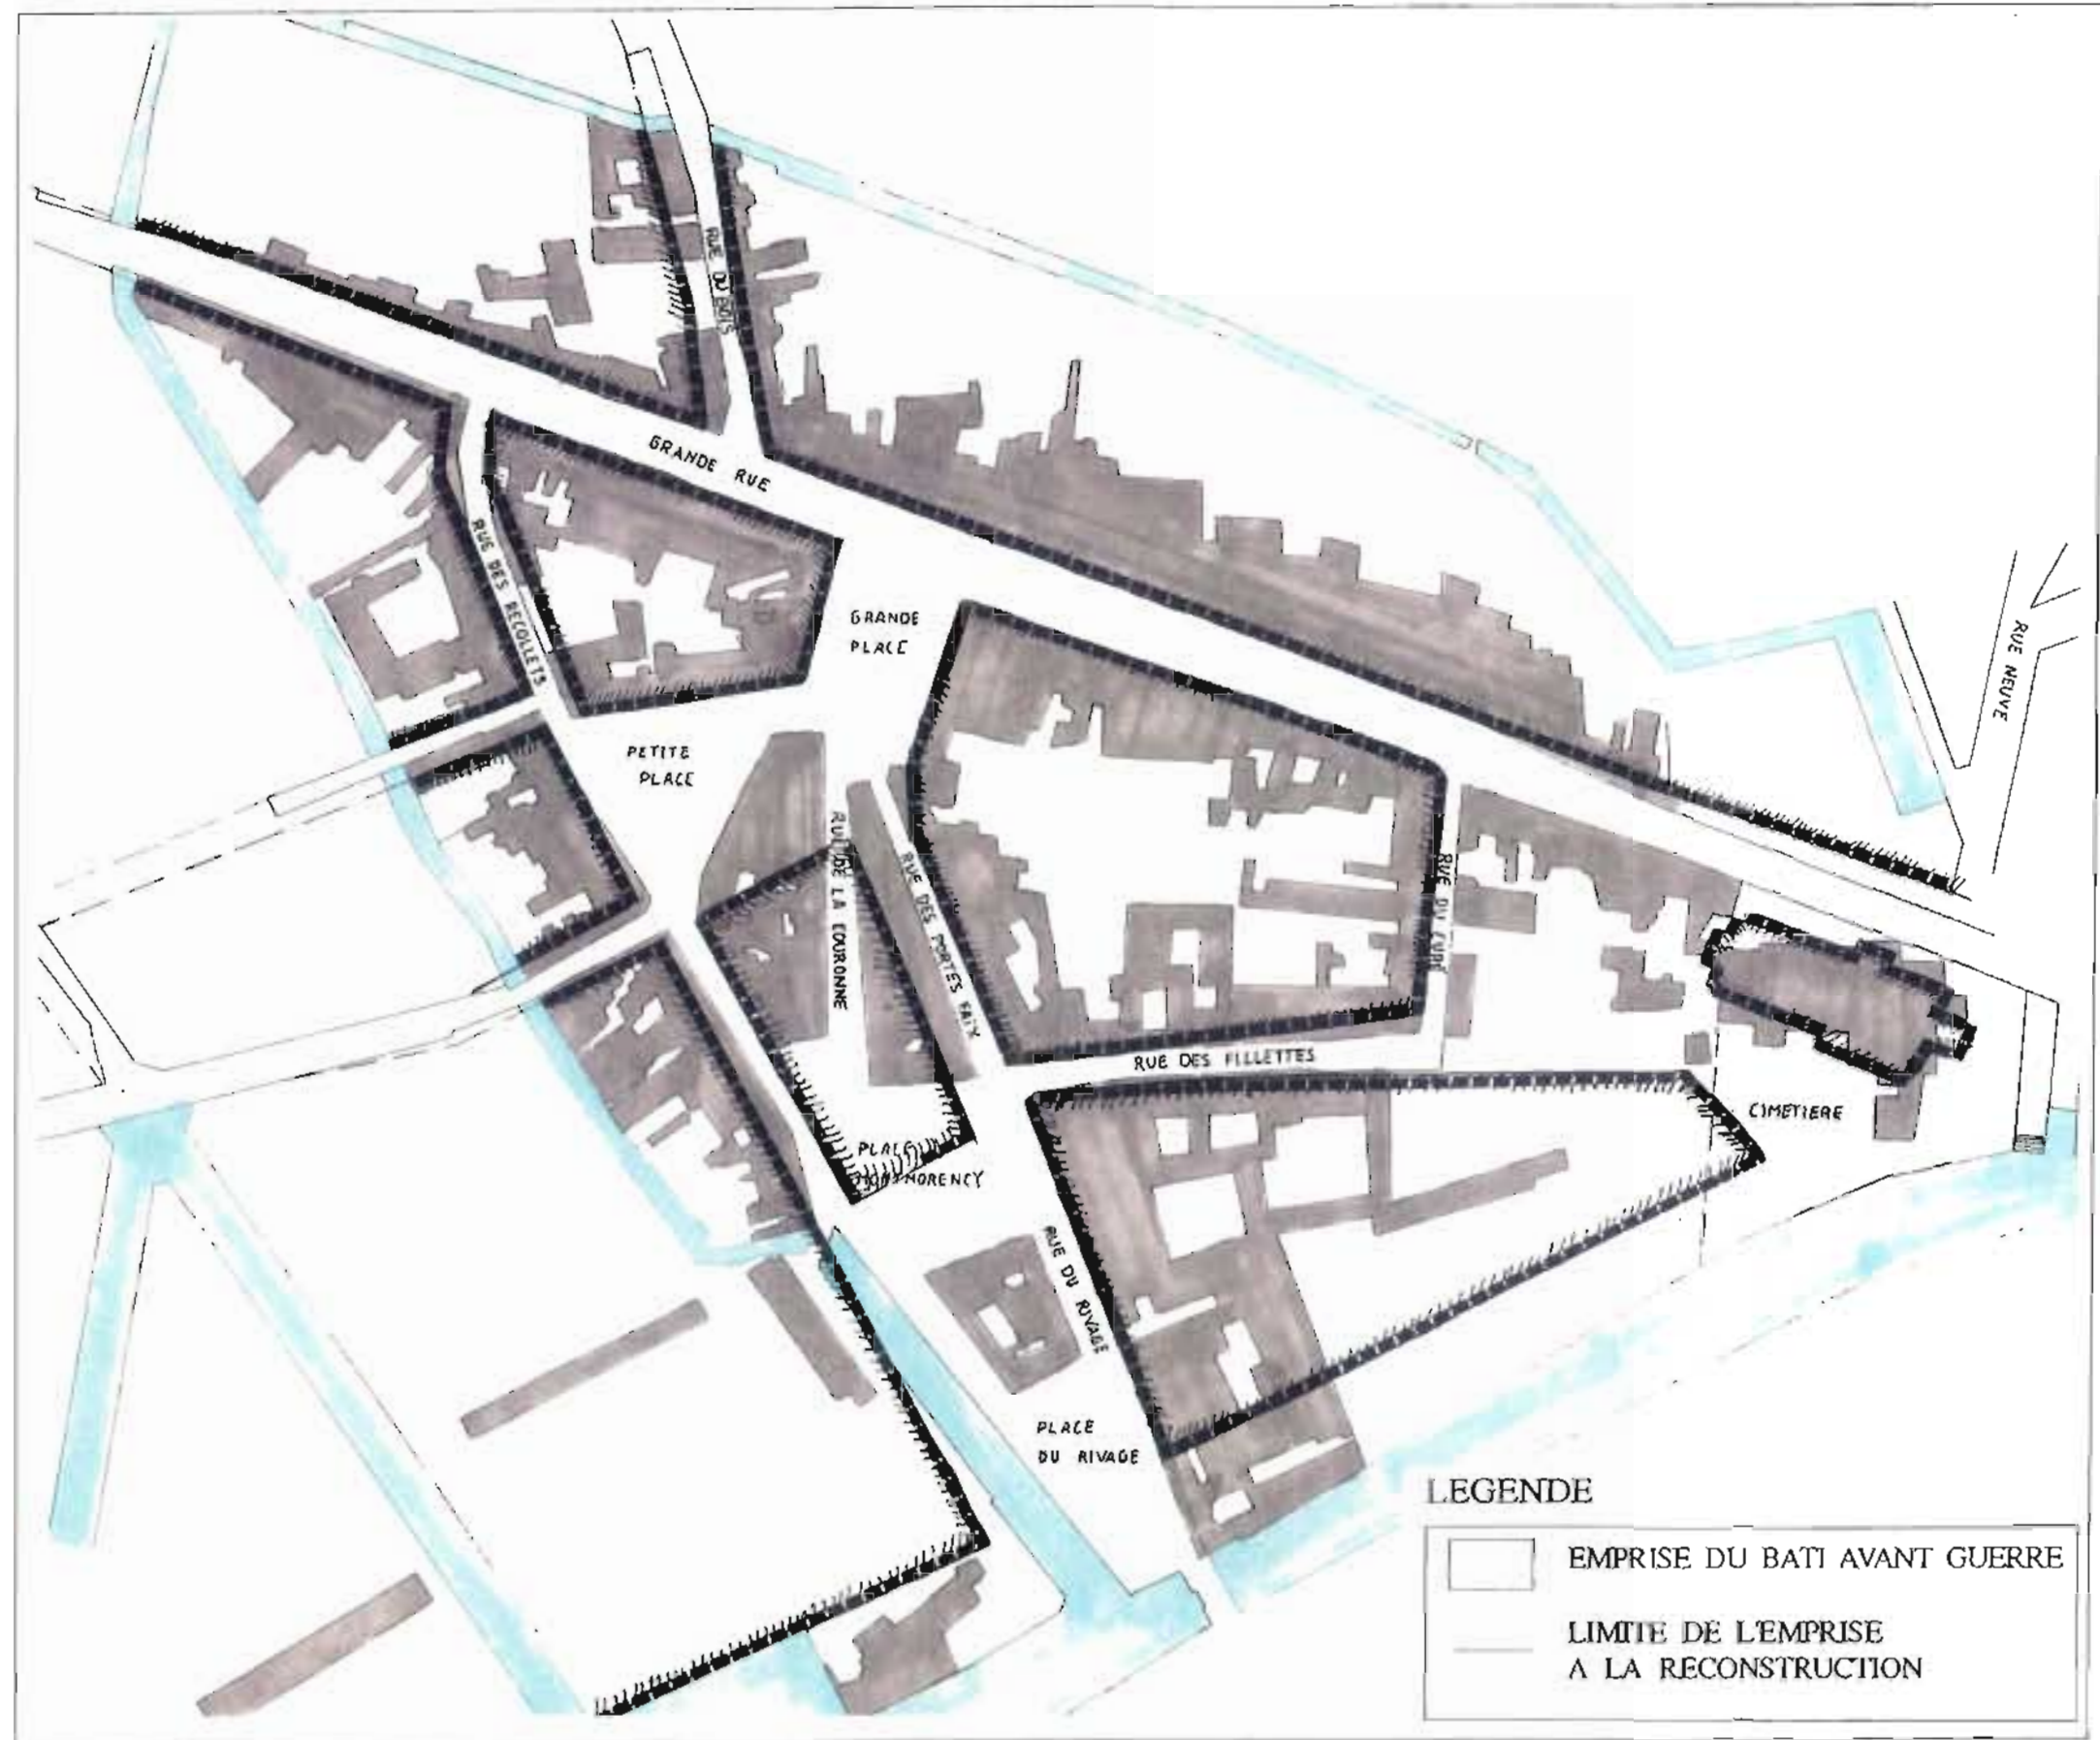 RUE DU BOIS
GRANDE RUE
RUE DES RECOLLETS
GRANDE
PLACE
RUE NEUVE
PETITE
PLACE
RUE DE LA COURONNE
RUE DES PORTES FAIX
RUE DU CURE
RUE DES FILLETTES
CIMETIERE
PLACE
MONTMORENCY
RUE DU RIVAGE
PLACE
DU RIVAGE
LEGENDE
EMPRISE DU BATI AVANT GUERRE
LIMITE DE L'EMPRISE
A LA RECONSTRUCTION